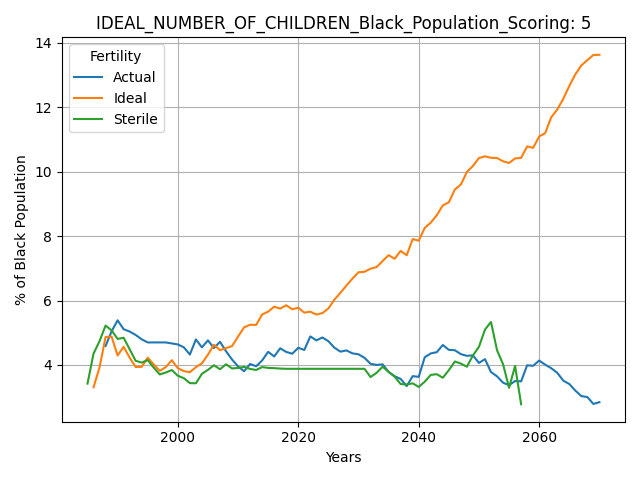 IDEAL_NUMBER_OF_CHILDREN_Black_Population_Scoring: 5
14
12
10
8
6
4
% of Black Population
Fertility
Actual
Ideal
Sterile
2000 2020 2040 2060
Years